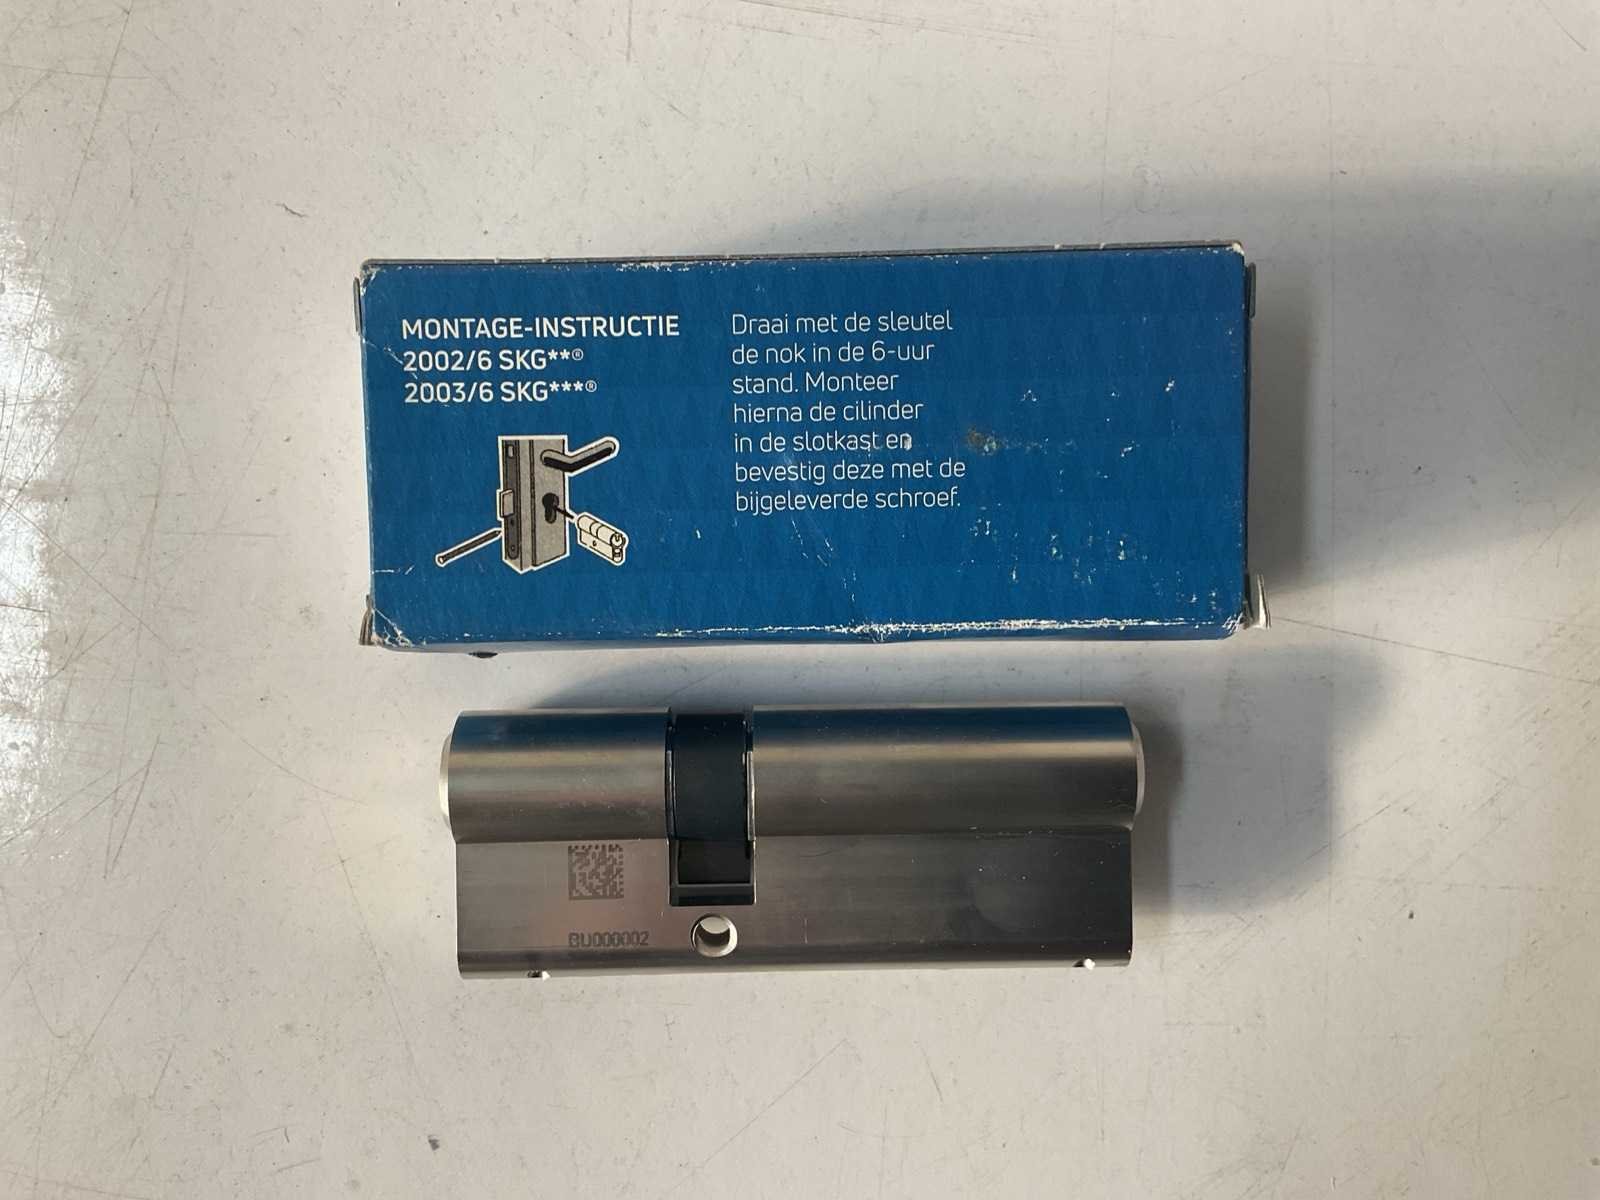 MONTAGE-INSTRUCTIE
2002/6 SKG**®
2003/6 SKG***®
Draai met de sleutel
de nok in de 6-uur
stand. Monteer
hierna de cilinder
in de slotkast en
bevestig deze met de
bijgeleverde schroef.
BU000002